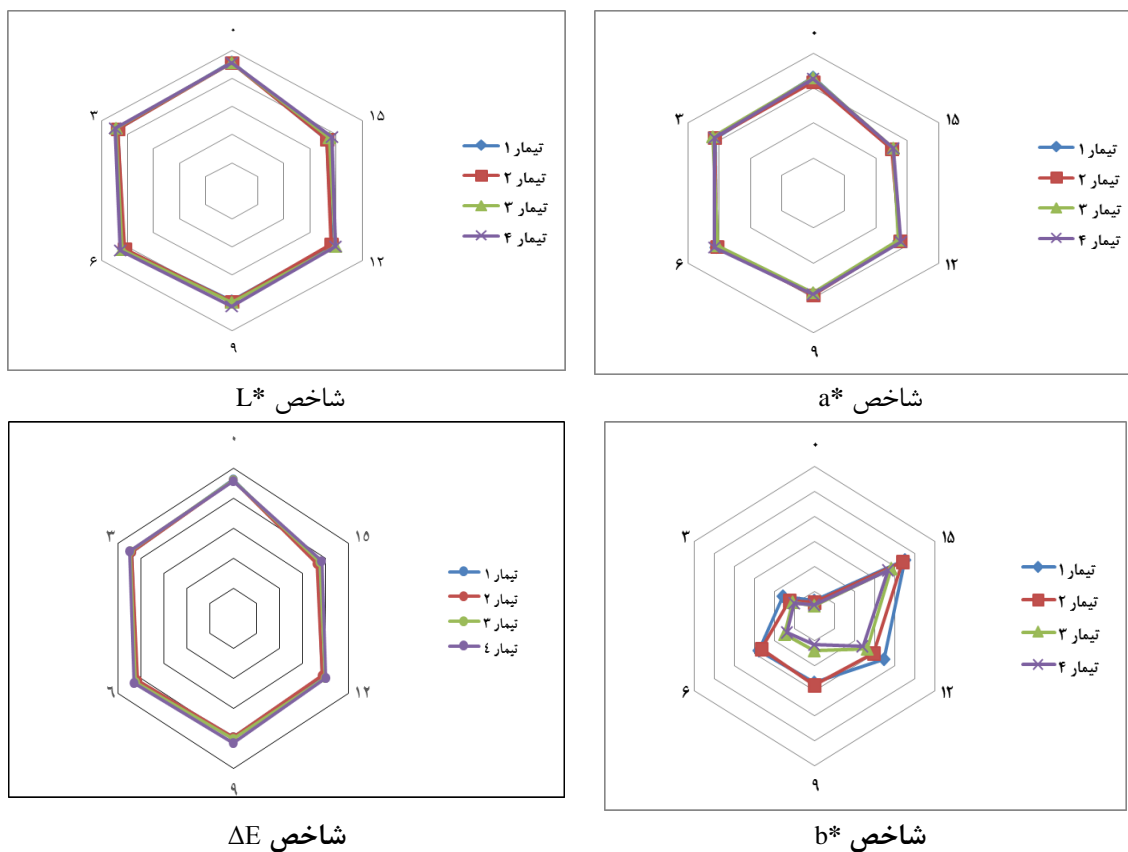 ۰
۱۵
۱۲
۹
۶
۳
تیمار ۱
تیمار ۲
تیمار ۳
تیمار ۴
شاخص L*
۰
۱۵
۱۲
۹
۶
۳
تیمار ۱
تیمار ۲
تیمار ۳
تیمار ۴
شاخص a*
۰
۱۵
۱۲
۹
٦
۳
تیمار ۱
تیمار ۲
تیمار ۳
تیمار ٤
شاخص ΔE
۰
۱۵
۱۲
۹
۶
۳
تیمار ۱
تیمار ۲
تیمار ۳
تیمار ۴
شاخص b*